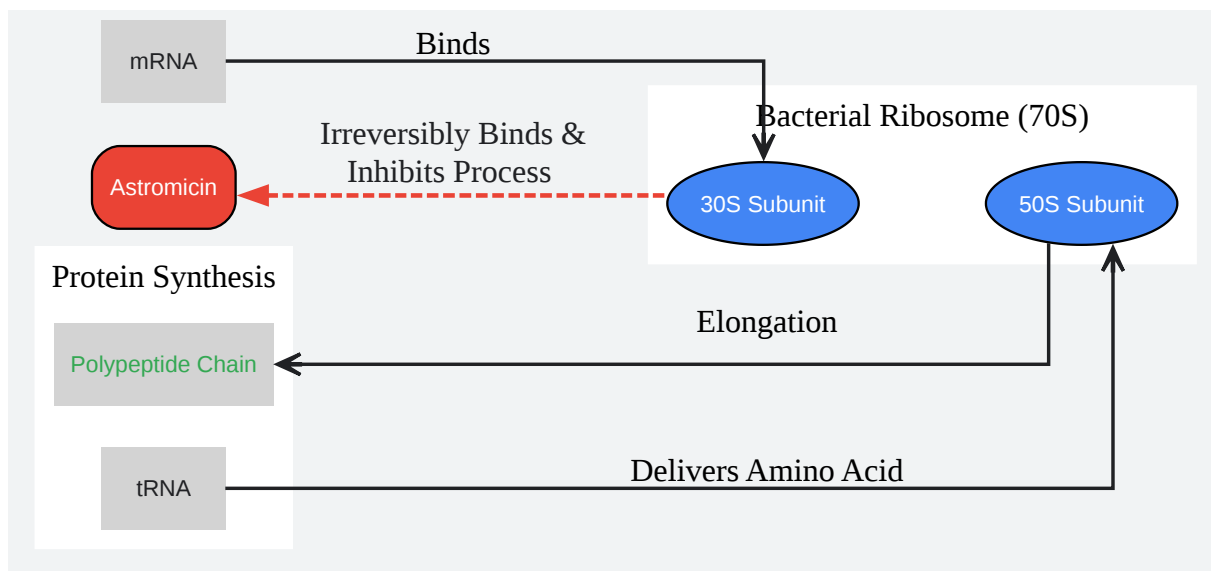 mRNA
Binds
Bacterial Ribosome (70S)
Irreversibly Binds &
Inhibits Process
Astromicin
30S Subunit
50S Subunit
Protein Synthesis
Elongation
Polypeptide Chain
Delivers Amino Acid
tRNA